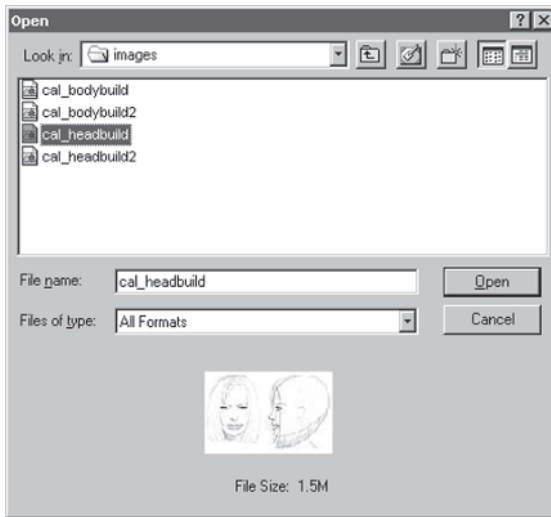 Open
Look in: images
cal_bodybuild
cal_bodybuild2
cal_headbuild
cal_headbuild2
File name: cal_headbuild Open
Files of type: All Formats Cancel
File Size: 1.5M